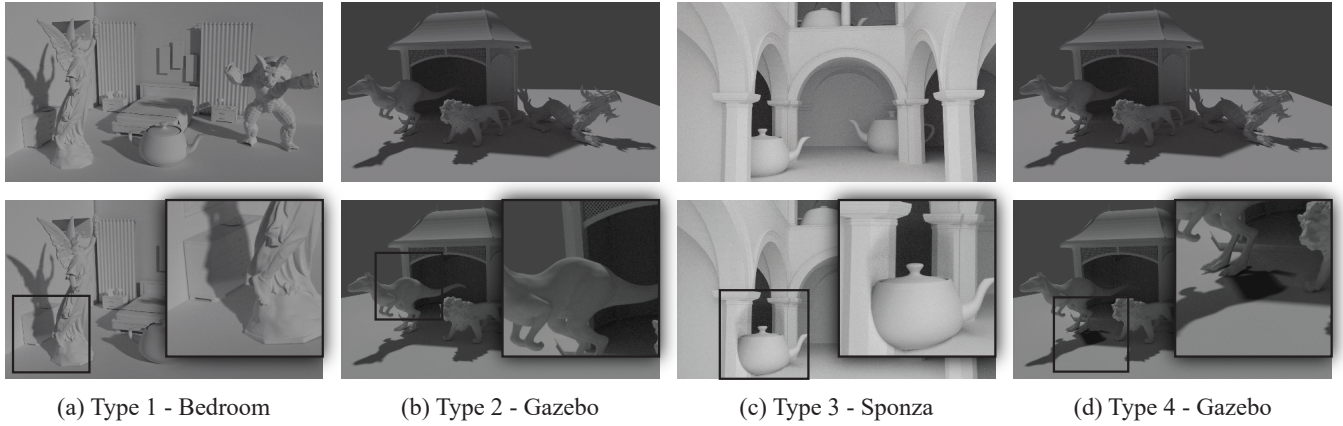 (a) Type 1 - Bedroom
(b) Type 2 - Gazebo
(c) Type 3 - Sponza
(d) Type 4 - Gazebo